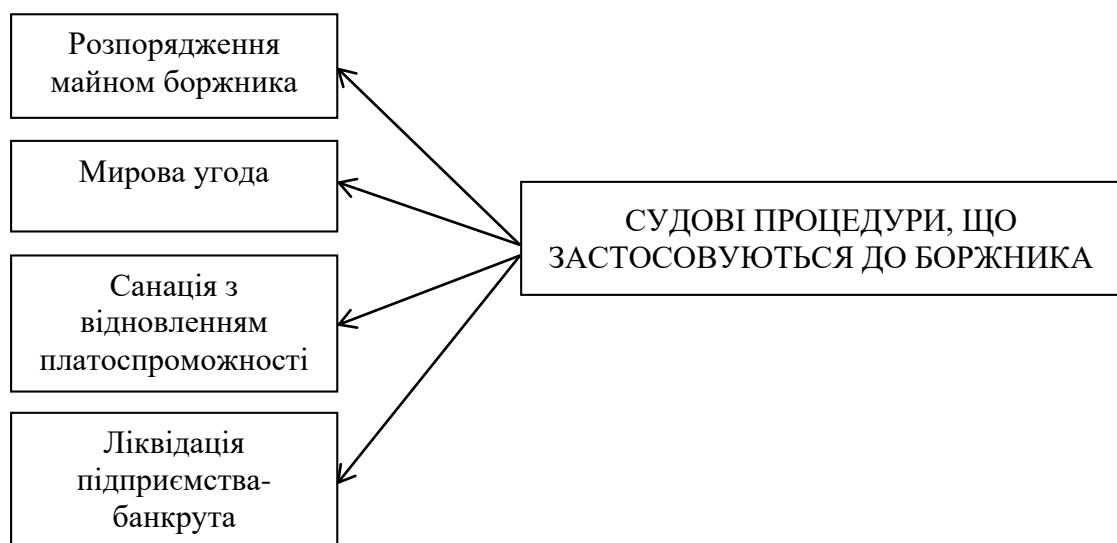 Розпорядження
майном боржника
Мирова угода
СУДОВІ ПРОЦЕДУРИ, ЩО
ЗАСТОСОВУЮТЬСЯ ДО БОРЖНИКА
Санація з
відновленням
платоспроможності
Ліквідація
підприємства-
банкрута